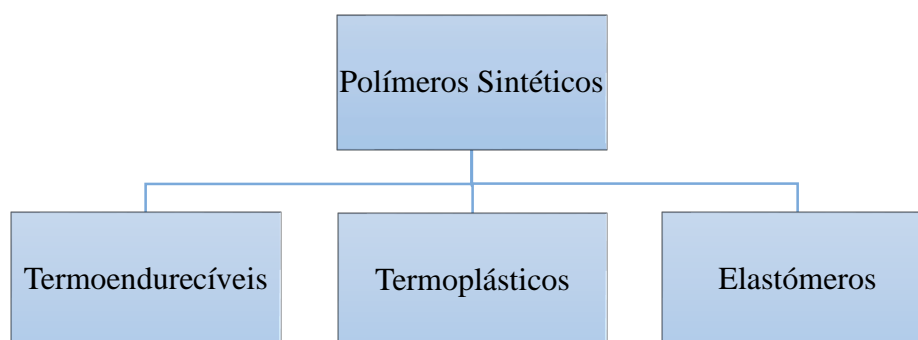 Polímeros Sintéticos
Termoendurecíveis
Termoplásticos
Elastómeros